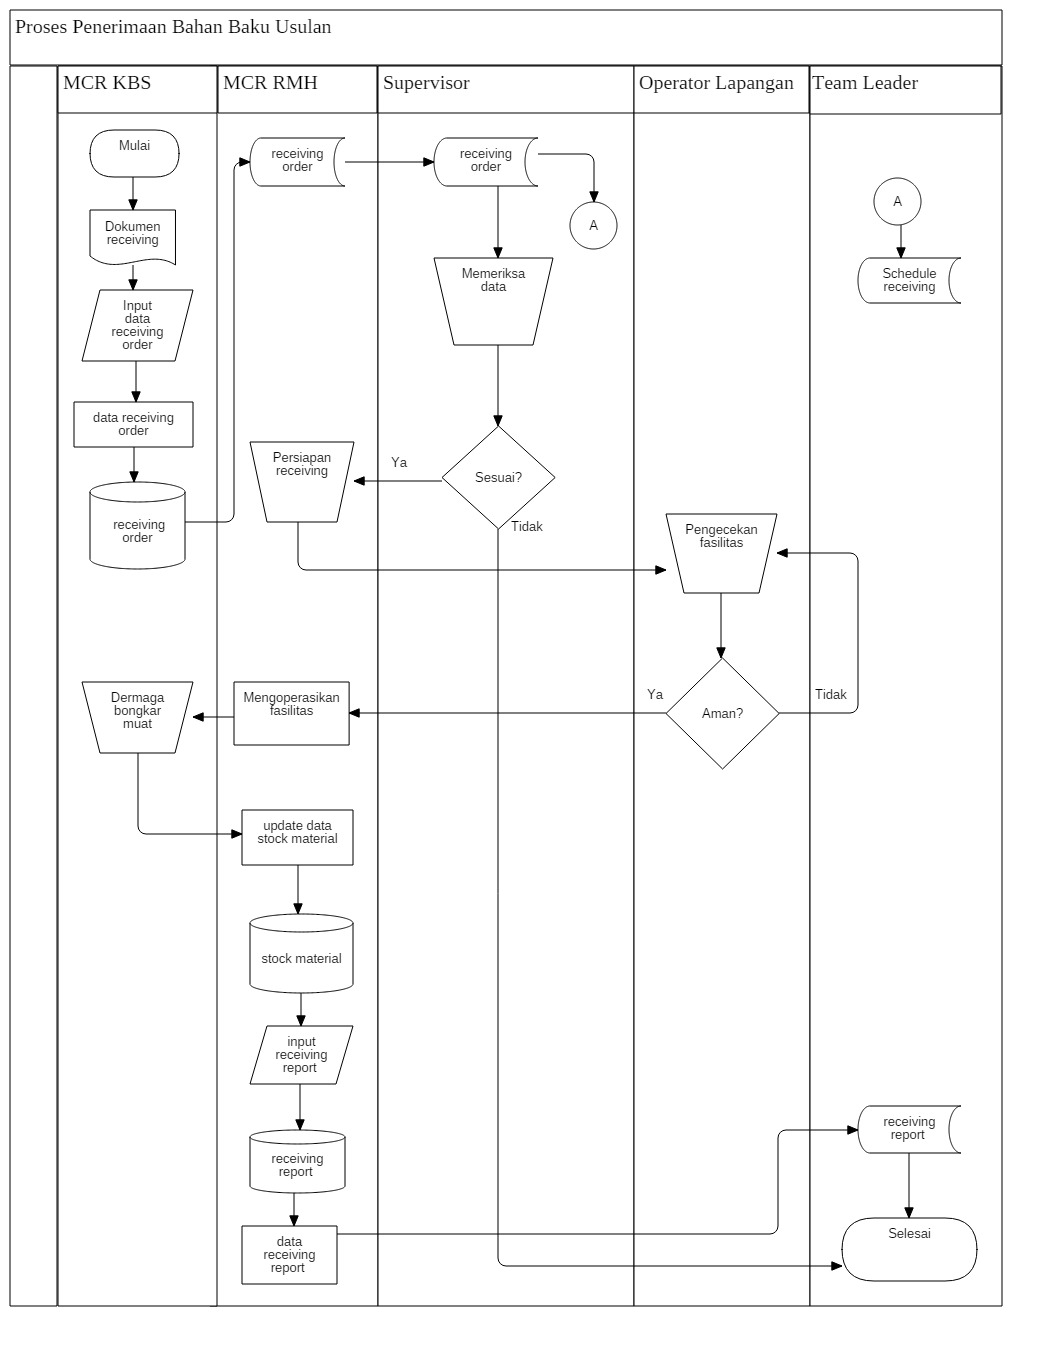 Proses Penerimaan Bahan Baku Usulan
MCR KBS
MCR RMH
Supervisor
Operator Lapangan
Team Leader
Mulai
Dokumen
receiving
Input
data
receiving
order
data receiving
order
receiving
order
receiving
order
receiving
order
A
Memeriksa
data
Sesuai?
Ya
Tidak
Persiapan
receiving
A
Schedule
receiving
Pengecekan
fasilitas
Aman?
Ya
Tidak
Mengoperasikan
fasilitas
Dermaga
bongkar
muat
update data
stock material
stock material
input
receiving
report
receiving
report
data
receiving
report
receiving
report
Selesai